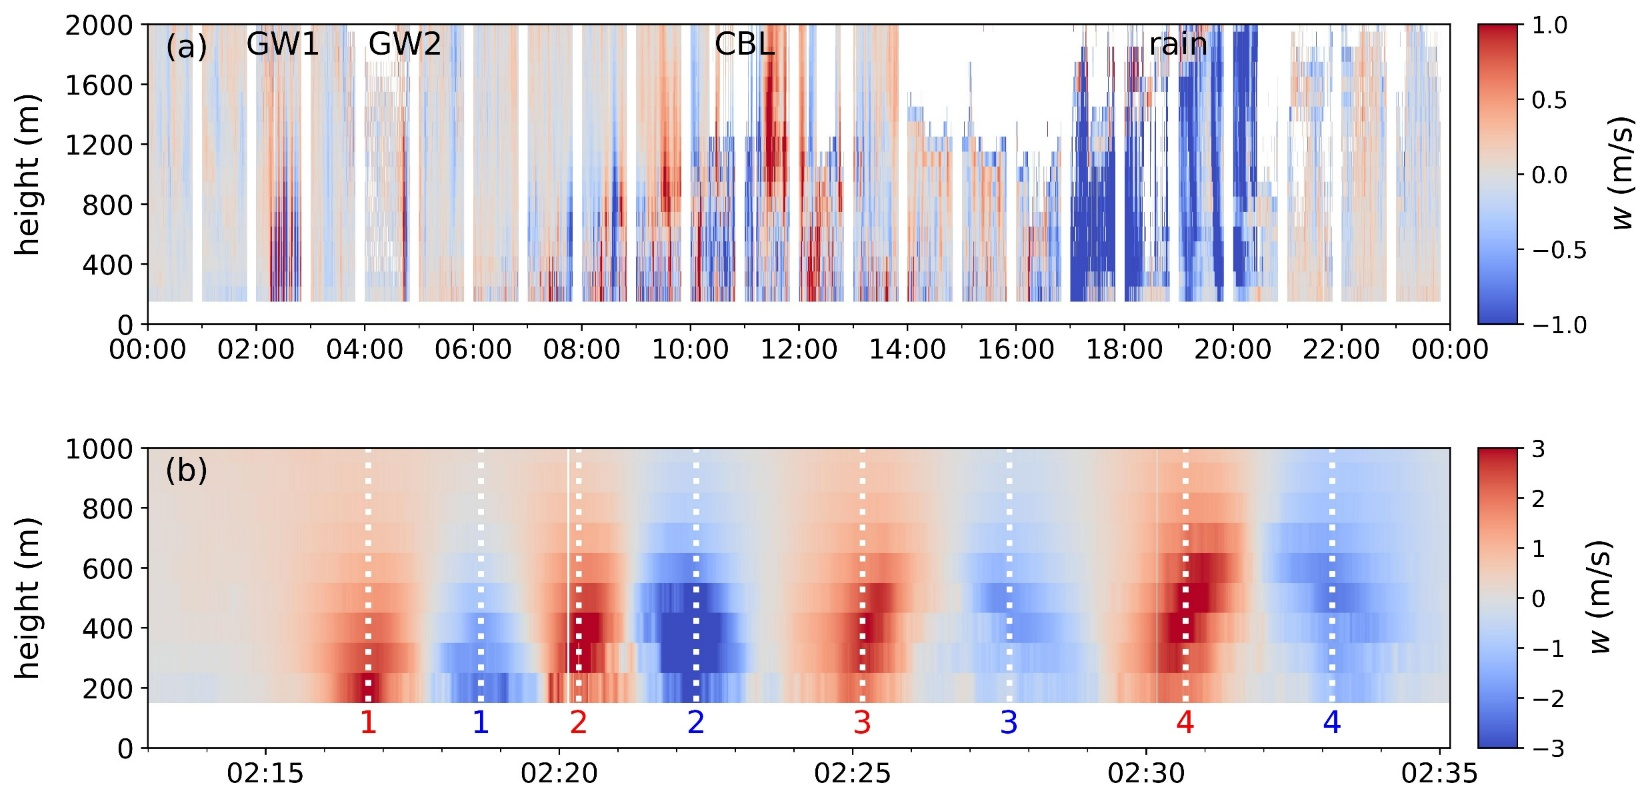 2000
1600
1200
800
400
0
height (m)
(a) GW1 GW2 CBL rain
00:00 02:00 04:00 06:00 08:00 10:00 12:00 14:00 16:00 18:00 20:00 22:00 00:00
1.0
0.5
0.0
−0.5
−1.0
w (m/s)
1000
800
600
400
200
0
height (m)
(b)
1 1 2 2 3 3 4 4
02:15 02:20 02:25 02:30 02:35
3
2
1
0
−1
−2
−3
w (m/s)